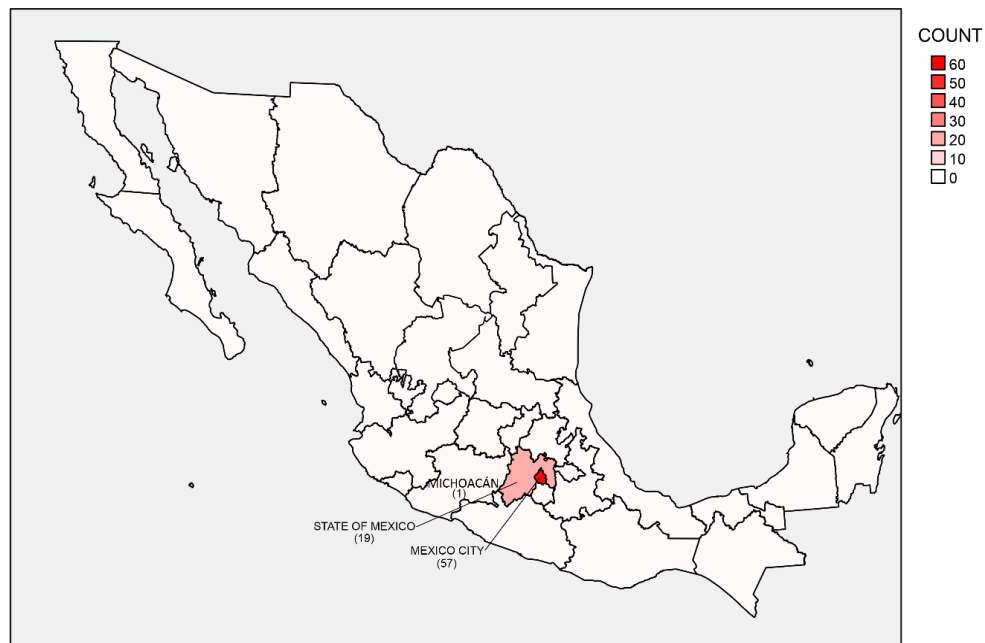 COUNT
60
50
40
30
20
10
0
MICHOACÁN
(1)
STATE OF MEXICO
(19)
MEXICO CITY
(57)